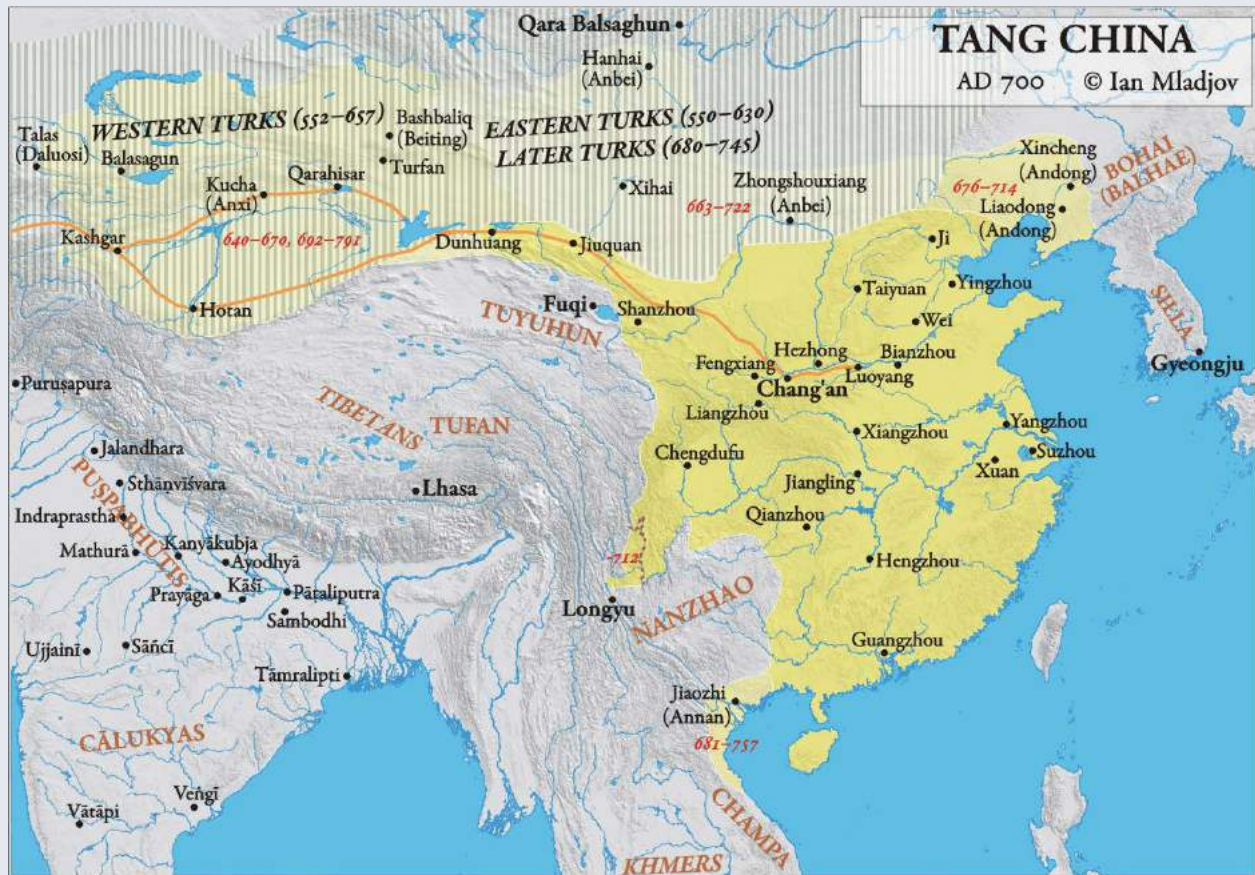 TANG CHINA
AD 700 © Ian Mladjov
Qara Balsaghun
Hanhai
(Anbei)
WESTERN TURKS (552–657)
Bashbaliq
(Beiting)
EASTERN TURKS (550–630)
LATER TURKS (680–745)
Talas
(Daluosi)
Balasagun
Turfan
Qarahisar
Kucha
(Anxi)
Xihai
663–722
Zhongshouxiang
(Anbei)
676–714
Xincheng
(Andong)
BOHAI
(BALHAE)
Liaodong
(Andong)
Kashgar
640–670, 692–791
Dunhuang
Jiuquan
Ji
Hotan
Fuqi
TUYUHUN
Shanzhou
Taiyuan
Yingzhou
Wei
SILLA
Gyeongju
Fengxiang
Hezhong
Bianzhou
Chang'an
Luoyang
Liangzhou
Puruṣapura
TIBETANS
TUFAN
Lhasa
Chengdufu
Xiangzhou
Yangzhou
Suzhou
Xuan
Jiangling
Qianzhou
Hengzhou
Jalandhara
Sthānvīśvara
PUṢPABHŪTIS
Indraprastha
Mathurā
Kanyākubja
Ayodhyā
Prayāga
Kāśī
Pāṭaliputra
Sambodhi
-712
Longyu
NANZHAO
Guangzhou
Ujjainī
Sāñcī
Tāmralipti
Jiaozhi
(Annan)
681–757
CĀLUKYAS
Veṅgī
Vātāpi
CHAMPA
KHMERS